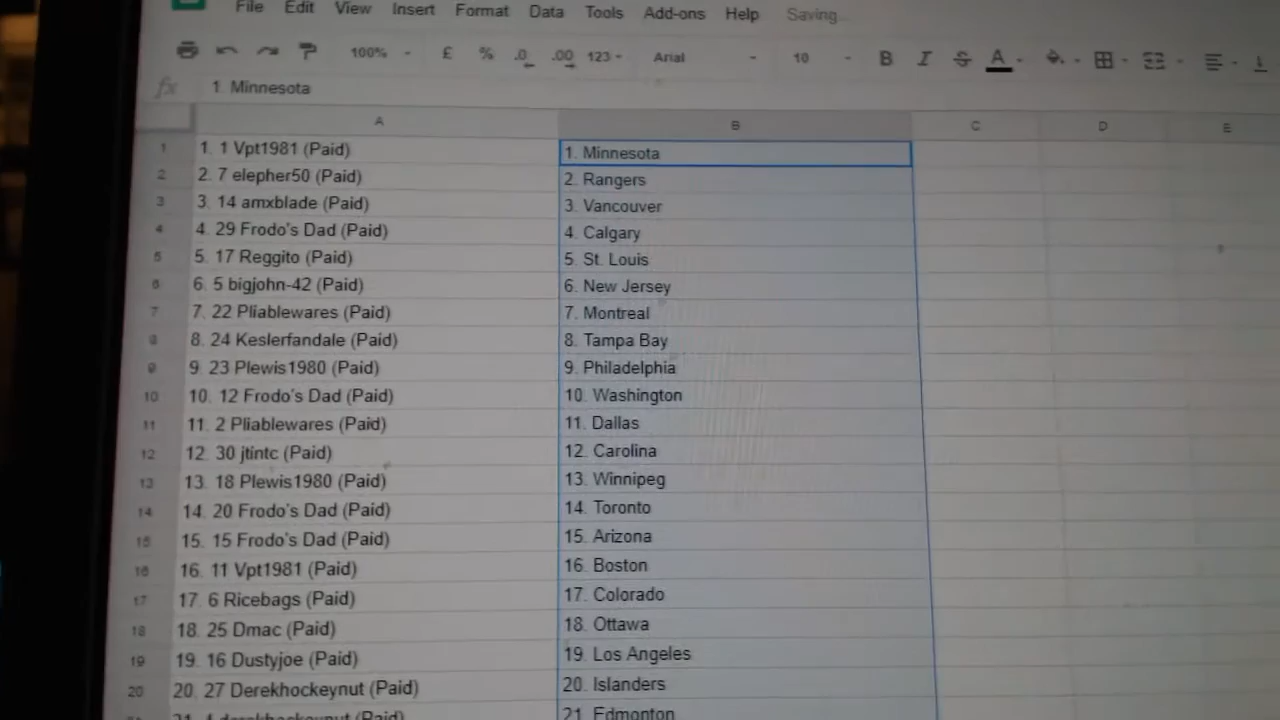 File Edit View Insert Format Data Tools Add-ons Help Saving...
100% £ % .0 .00 123 Arial 10 B I S A
fx 1. Minnesota
A B C D E
1 1. 1 Vpt1981 (Paid) 1. Minnesota
2 2. 7 elepher50 (Paid) 2. Rangers
3 3. 14 amxblade (Paid) 3. Vancouver
4 4. 29 Frodo's Dad (Paid) 4. Calgary
5 5. 17 Reggito (Paid) 5. St. Louis
6 6. 5 bigjohn-42 (Paid) 6. New Jersey
7 7. 22 Pliablewares (Paid) 7. Montreal
8 8. 24 Keslerfandale (Paid) 8. Tampa Bay
9 9. 23 Plewis1980 (Paid) 9. Philadelphia
10 10. 12 Frodo's Dad (Paid) 10. Washington
11 11. 2 Pliablewares (Paid) 11. Dallas
12 12. 30 jtintc (Paid) 12. Carolina
13 13. 18 Plewis1980 (Paid) 13. Winnipeg
14 14. 20 Frodo's Dad (Paid) 14. Toronto
15 15. 15 Frodo's Dad (Paid) 15. Arizona
16 16. 11 Vpt1981 (Paid) 16. Boston
17 17. 6 Ricebags (Paid) 17. Colorado
18 18. 25 Dmac (Paid) 18. Ottawa
19 19. 16 Dustyjoe (Paid) 19. Los Angeles
20 20. 27 Derekhockeynut (Paid) 20. Islanders
21. derekhockeynut (Paid) 21. Edmonton